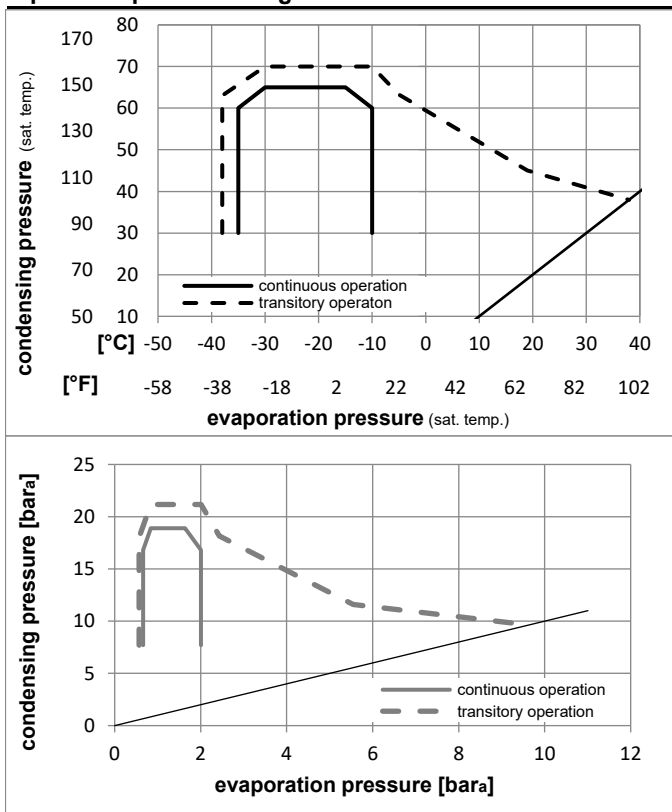 170 80
150 70
130 60
110 50
90 40
70 30
50 20
10
condensing pressure (sat. temp.)
continuous operation
transitory operaton
[°C] -50 -40 -30 -20 -10 0 10 20 30 40
[°F] -58 -38 -18 2 22 42 62 82 102
evaporation pressure (sat. temp.)
25
20
15
10
5
0
condensing pressure [bara]
continuous operation
transitory operation
0 2 4 6 8 10 12
evaporation pressure [bara]